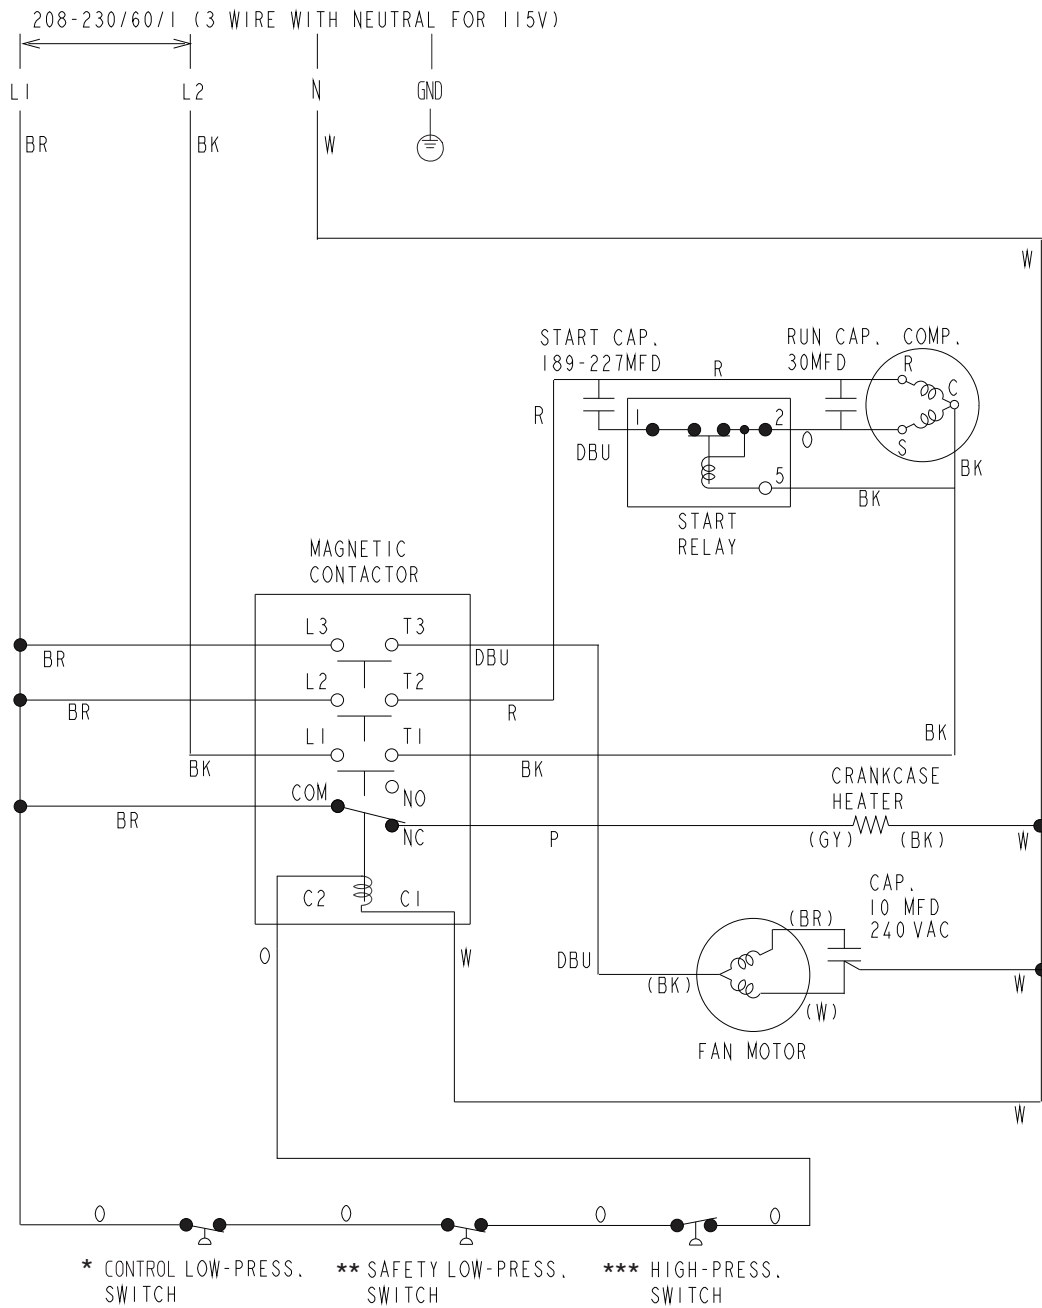 208-230/60/1 (3 WIRE WITH NEUTRAL FOR 115V)
L1
L2
N
GND
BR
BK
W
W
START CAP.
189-227MFD
RUN CAP.
30MFD
COMP.
R
R
C
R
1
2
O
S
DBU
5
BK
BK
START
RELAY
MAGNETIC
CONTACTOR
L3
T3
BR
DBU
L2
T2
BR
R
L1
T1
BK
BK
BK
CRANKCASE
HEATER
COM
NO
BR
NC
P
(GY)
(BK)
W
C2
C1
CAP.
10 MFD
240 VAC
(BR)
O
W
DBU
(BK)
W
(W)
FAN MOTOR
W
O
O
O
O
* CONTROL LOW-PRESS.
SWITCH
** SAFETY LOW-PRESS.
SWITCH
*** HIGH-PRESS.
SWITCH